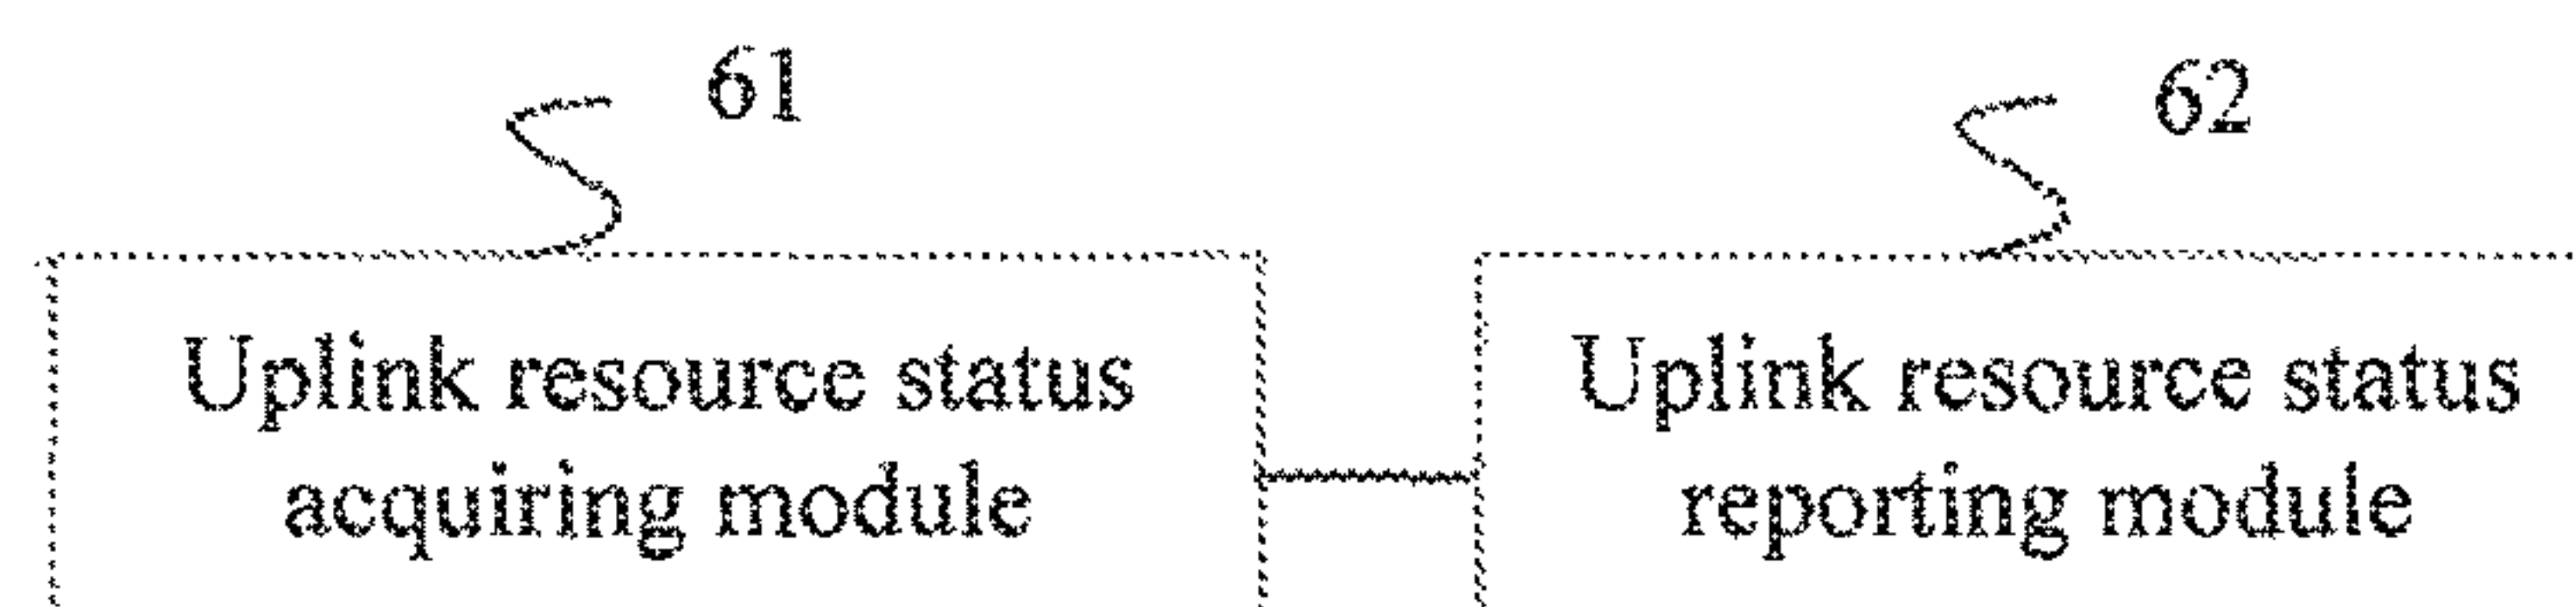 61
62
Uplink resource status
acquiring module
Uplink resource status
reporting module